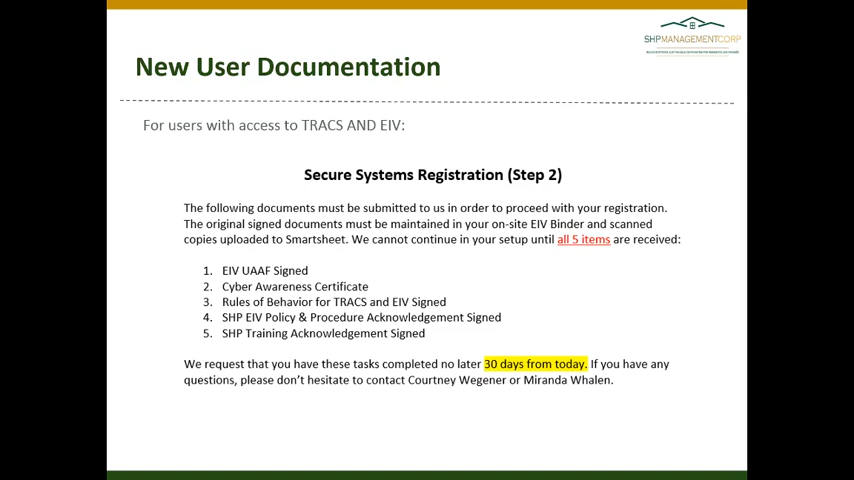 SHPMANAGEMENTCORP
New User Documentation
For users with access to TRACS AND EIV:
Secure Systems Registration (Step 2)
The following documents must be submitted to us in order to proceed with your registration.
The original signed documents must be maintained in your on-site EIV Binder and scanned
copies uploaded to Smartsheet. We cannot continue in your setup until all 5 items are received:
1. EIV UAAF Signed
2. Cyber Awareness Certificate
3. Rules of Behavior for TRACS and EIV Signed
4. SHP EIV Policy & Procedure Acknowledgement Signed
5. SHP Training Acknowledgement Signed
We request that you have these tasks completed no later 30 days from today. If you have any
questions, please don't hesitate to contact Courtney Wegener or Miranda Whalen.